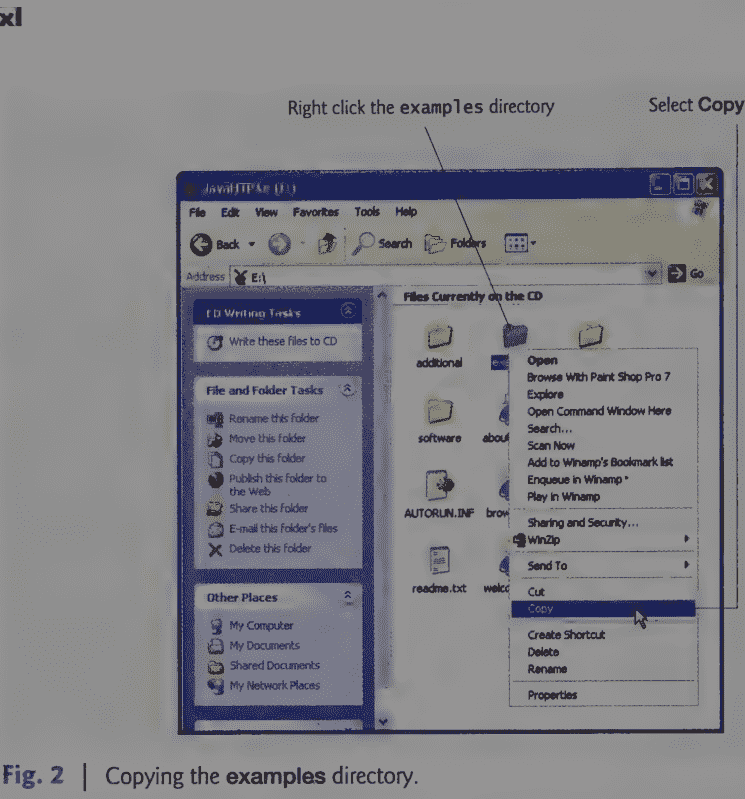 xl
Right click the examples directory
Select Copy
JavaHTP6e (E:)
File Edit View Favorites Tools Help
Back Search Folders
Address E:\ Go
CD Writing Tasks
Write these files to CD
File and Folder Tasks
Rename this folder
Move this folder
Copy this folder
Publish this folder to
the Web
Share this folder
E-mail this folder's files
Delete this folder
Other Places
My Computer
My Documents
Shared Documents
My Network Places
Files Currently on the CD
additional
software
AUTORUN.INF
readme.txt
Open
Browse With Paint Shop Pro 7
Explore
Open Command Window Here
Search...
Scan Now
Add to Winamp's Bookmark list
Enqueue in Winamp
Play in Winamp
Sharing and Security...
WinZip
Send To
Cut
Copy
Create Shortcut
Delete
Rename
Properties
Fig. 2 | Copying the examples directory.